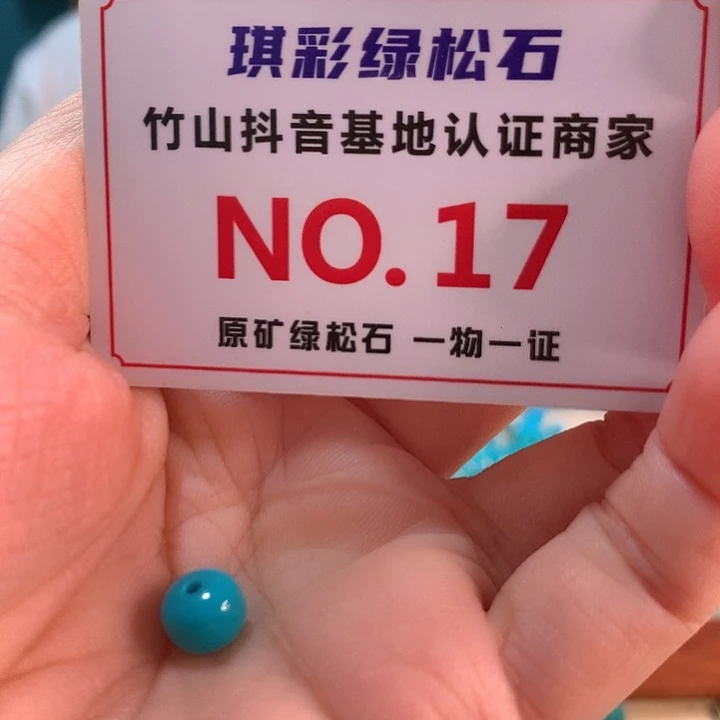 琪彩绿松石
竹山抖音基地认证商家
NO.17
原矿绿松石 一物一证